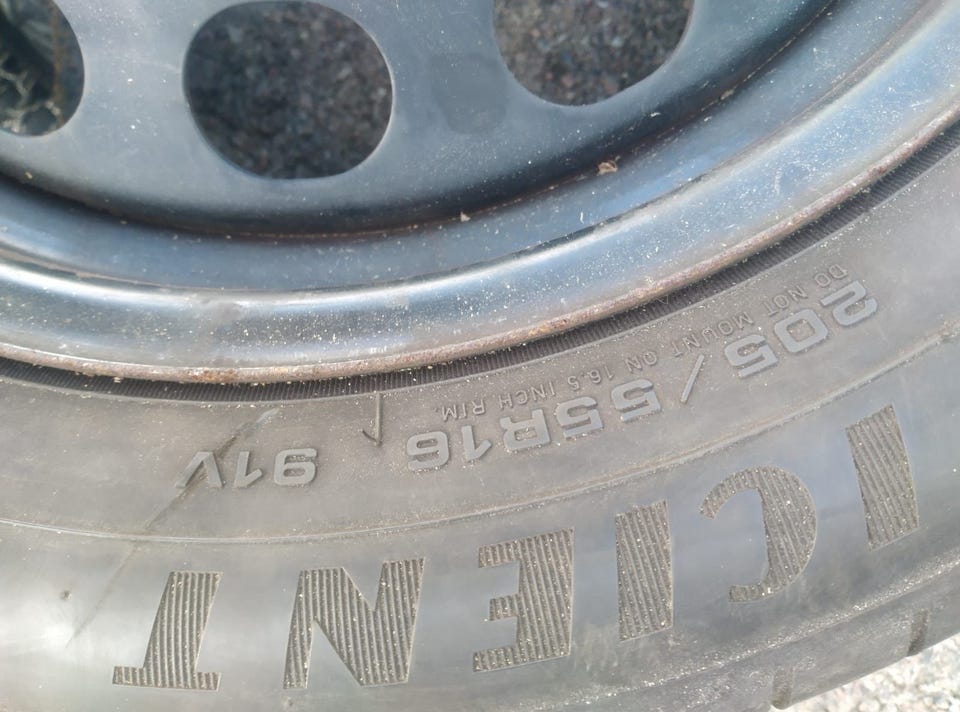 ICIENT
205/55R16 91V
DO NOT MOUNT ON 16.5 INCH RIM.